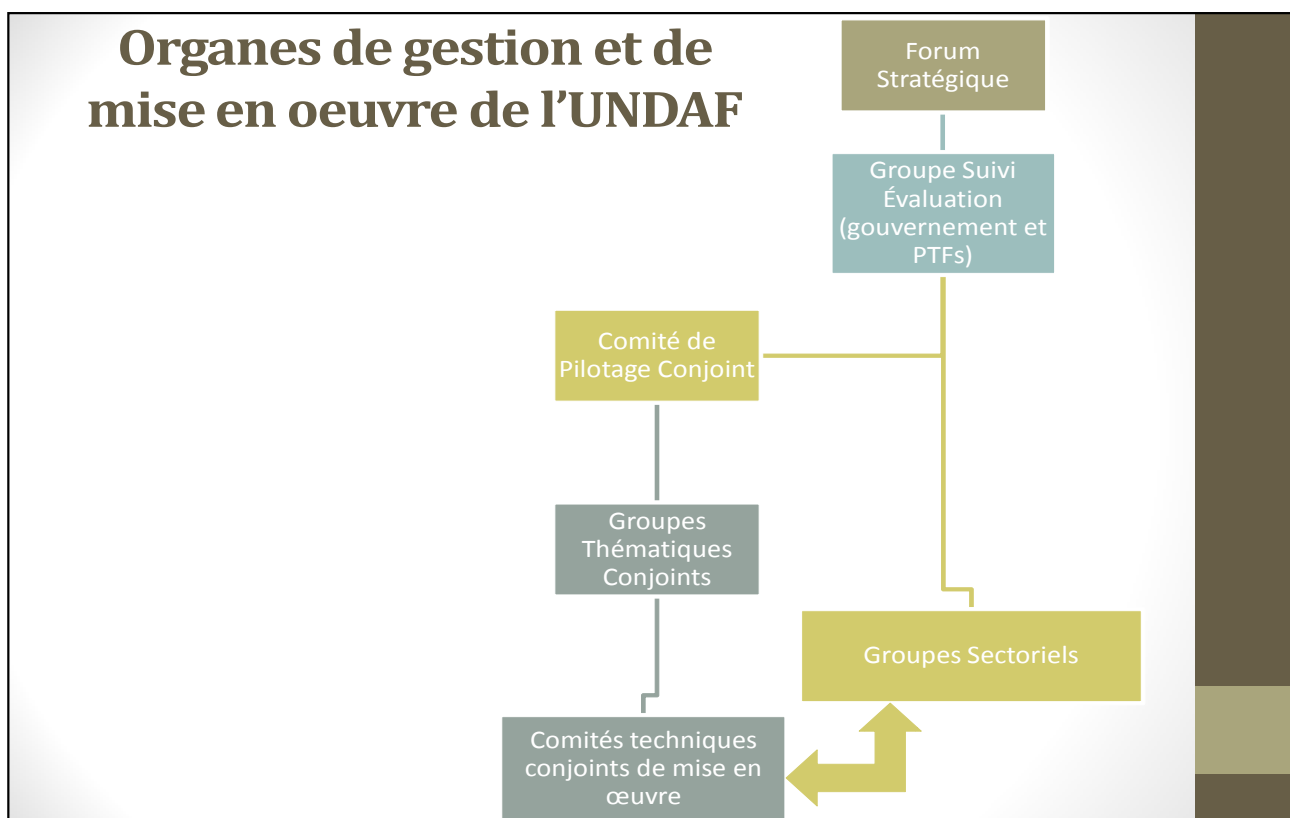 Organes de gestion et de
mise en oeuvre de l’UNDAF
Forum
Stratégique
Groupe Suivi
Évaluation
(gouvernement et
PTFs)
Comité de
Pilotage Conjoint
Groupes
Thématiques
Conjoints
Groupes Sectoriels
Comités techniques
conjoints de mise en
œuvre